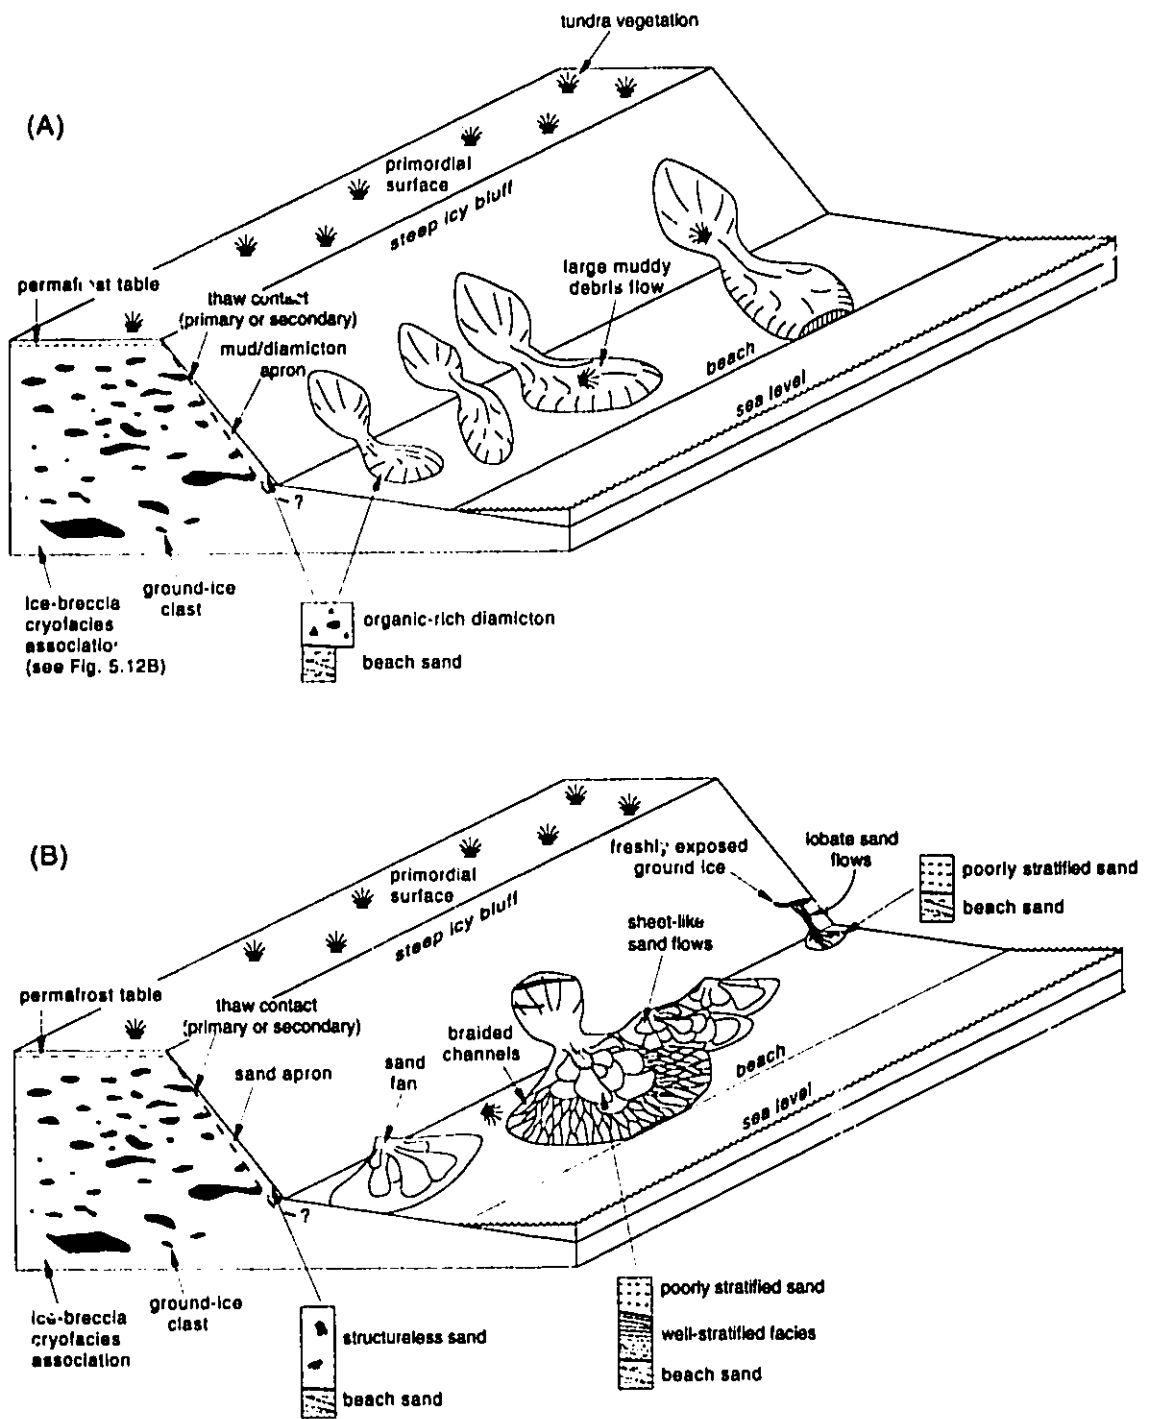 tundra vegetation
(A)
primordial
surface
steep icy bluff
large muddy
debris flow
table
thaw contact
(primary or secondary)
mud/diamicton
apron
beach
sea level
?
ground-ice
clast
Ice-breccia
cryofacies
(see Fig. 5.12B)
organic-rich diamicton
beach sand
(B)
freshly exposed
ground ice
lobate sand
flows
poorly stratified sand
beach sand
primordial
surface
steep icy bluff
sheet-like
sand flows
permafrost table
thaw contact
(primary or secondary)
sand apron
sand
fan
braided
channels
beach
sea level
?
ground-ice
clast
Ice-breccia
cryofacies
association
structureless sand
beach sand
poorly stratified sand
well-stratified facies
beach sand